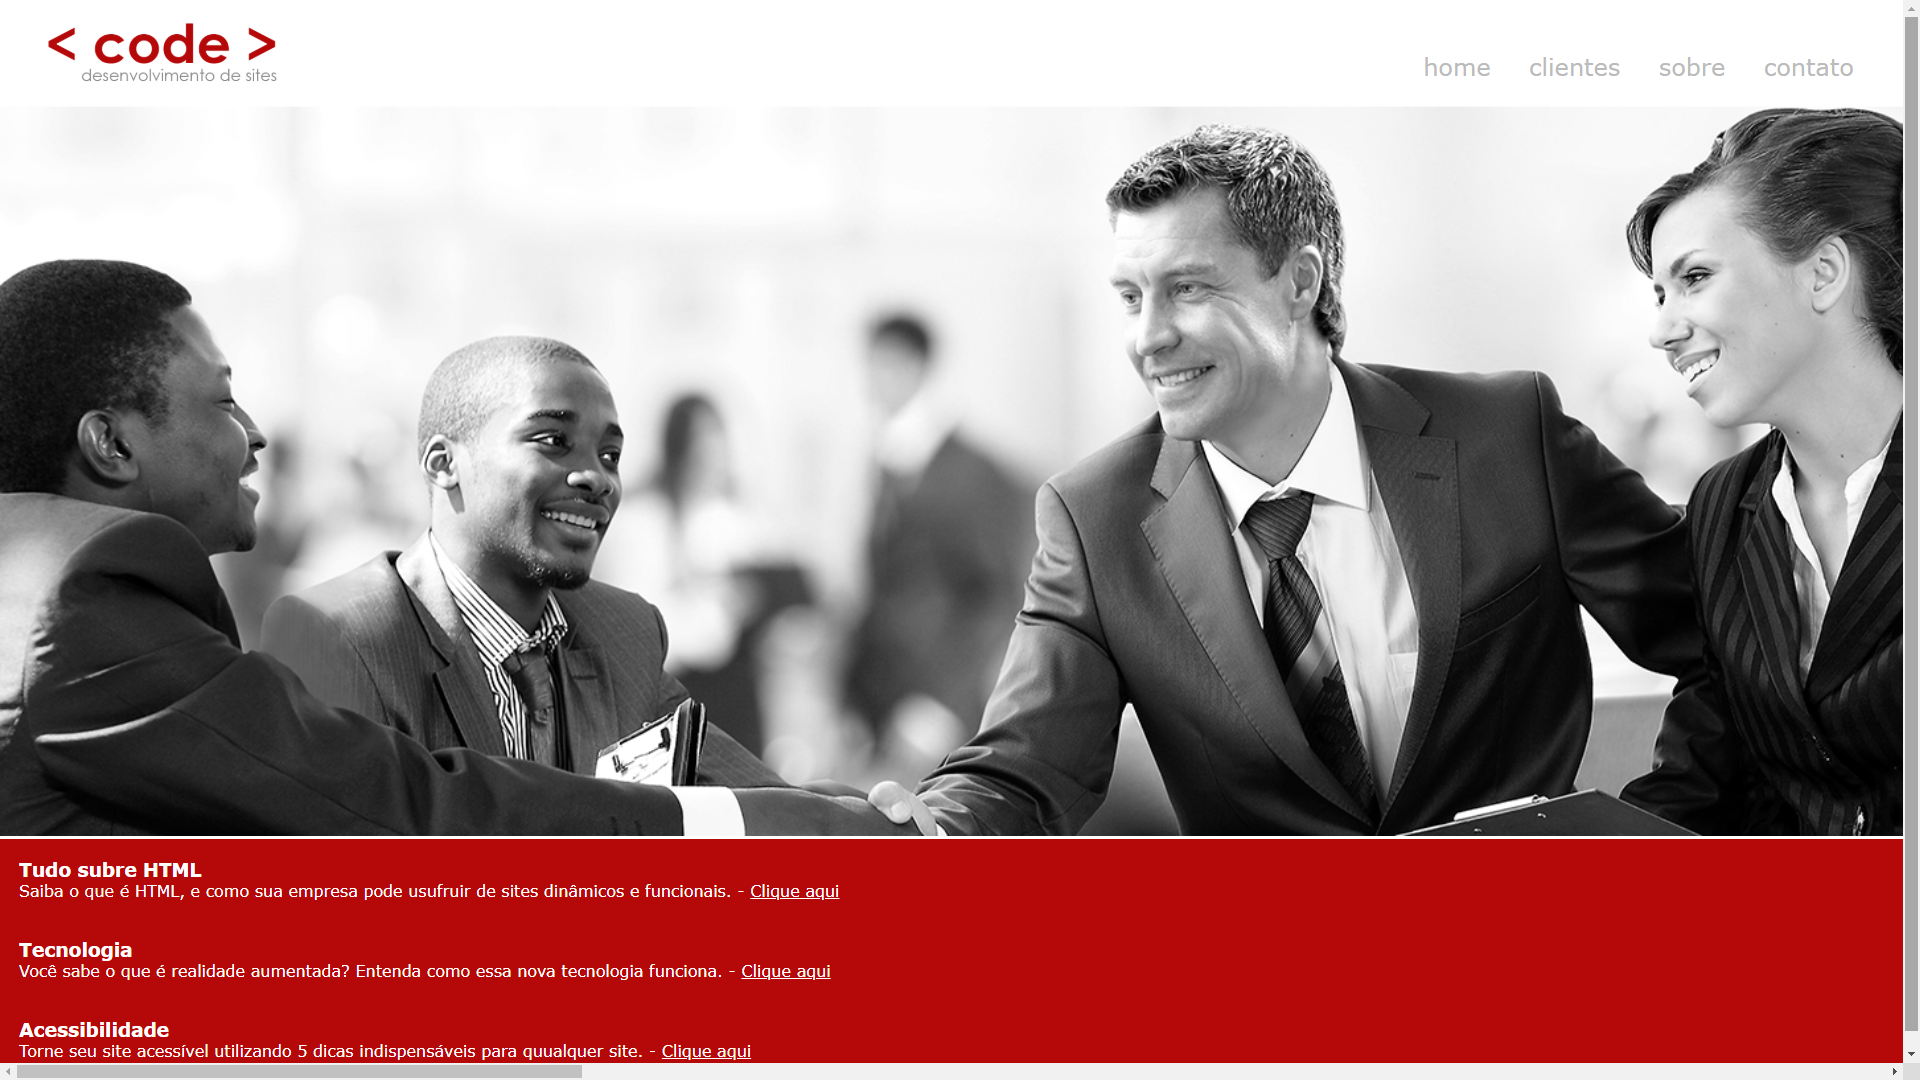 < code >
desenvolvimento de sites
home clientes sobre contato
Tudo subre HTML
Saiba o que é HTML, e como sua empresa pode usufruir de sites dinâmicos e funcionais. - Clique aqui
Tecnologia
Você sabe o que é realidade aumentada? Entenda como essa nova tecnologia funciona. - Clique aqui
Acessibilidade
Torne seu site acessível utilizando 5 dicas indispensáveis para quualquer site. - Clique aqui